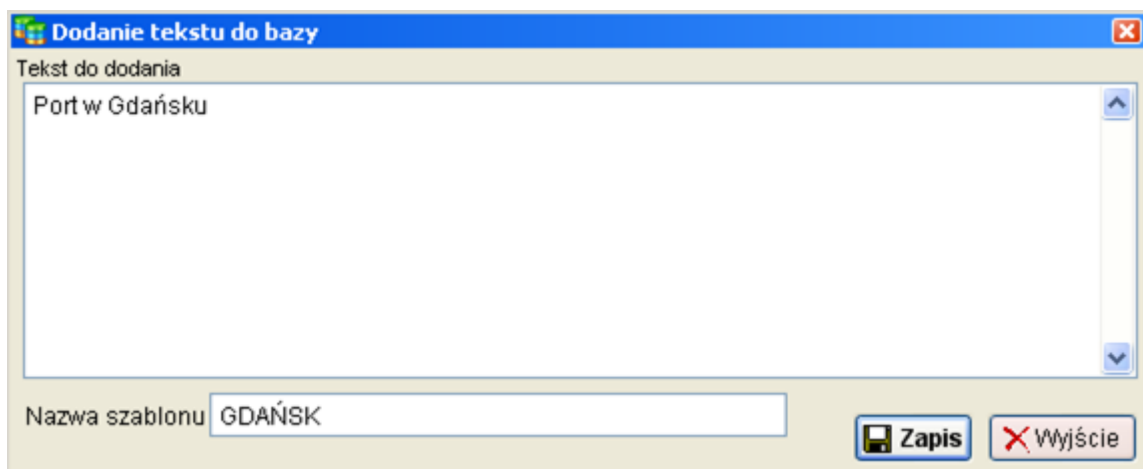 Dodanie tekstu do bazy
Tekst do dodania
Port w Gdańsku
Nazwa szablonu GDAŃSK
Zapis Wyjście